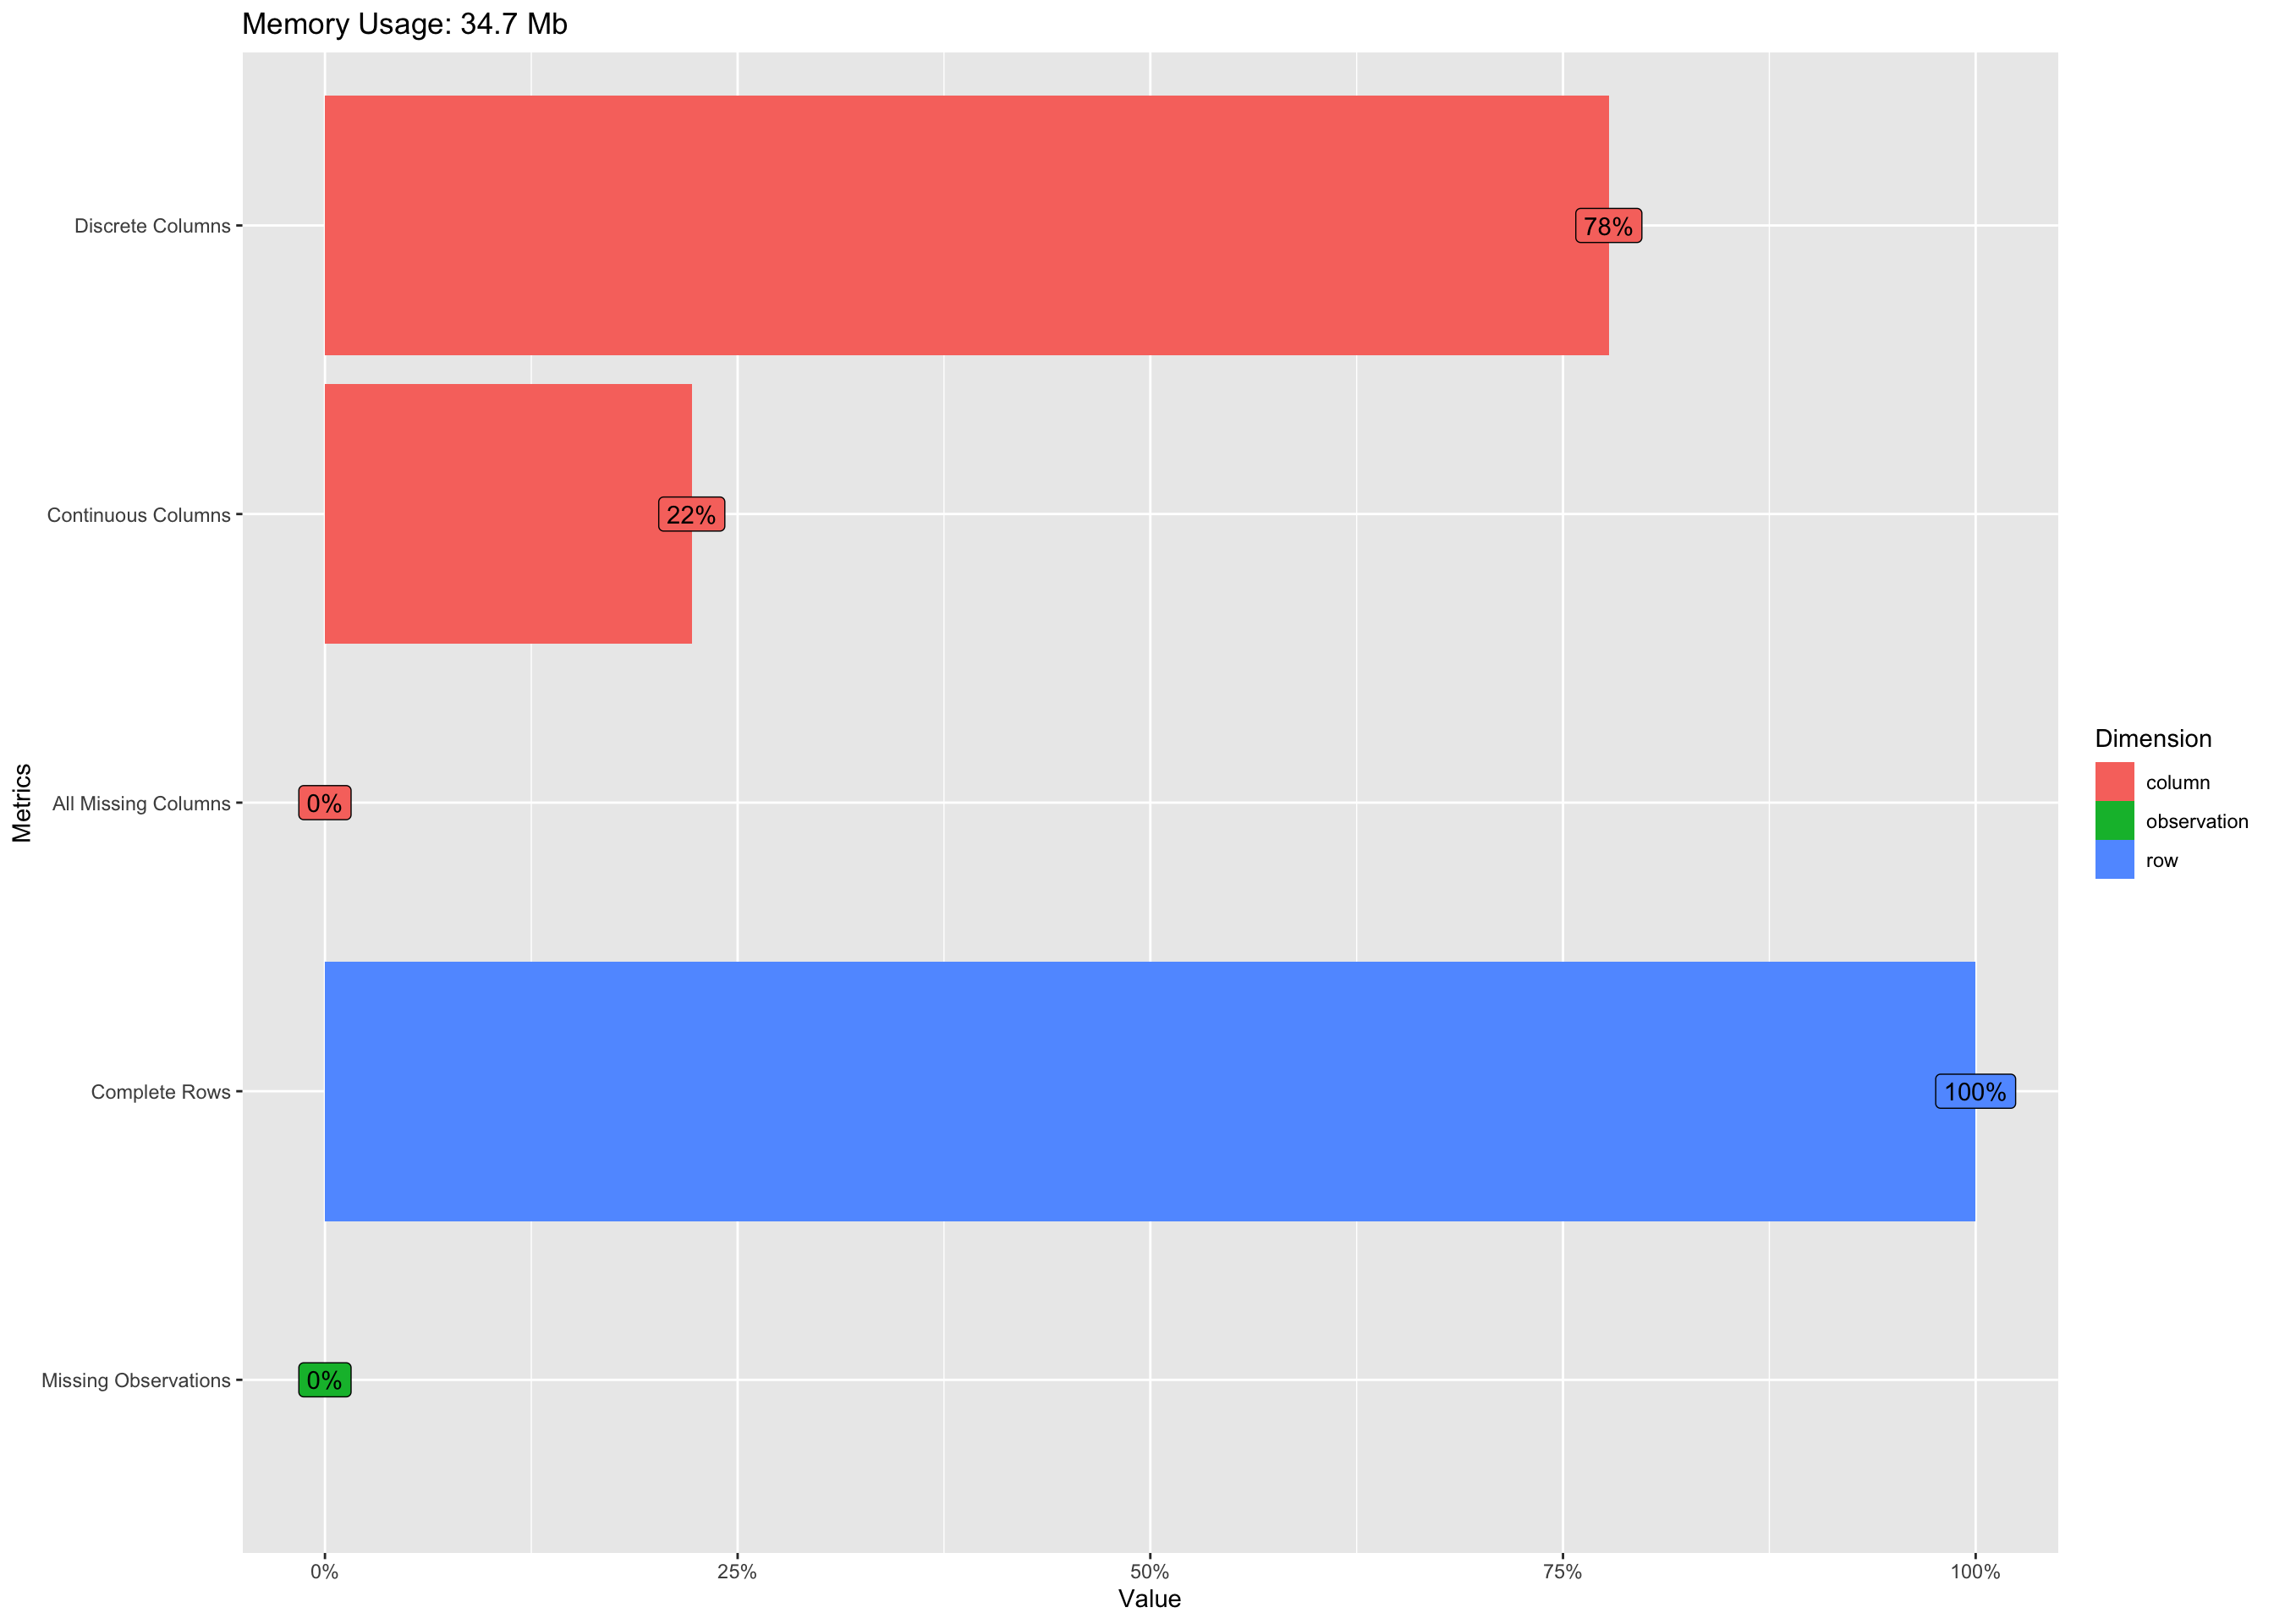 Memory Usage: 34.7 Mb
Discrete Columns
78%
Continuous Columns
22%
All Missing Columns
0%
Complete Rows
100%
Missing Observations
0%
Metrics
0% 25% 50% 75% 100%
Value
Dimension
column
observation
row